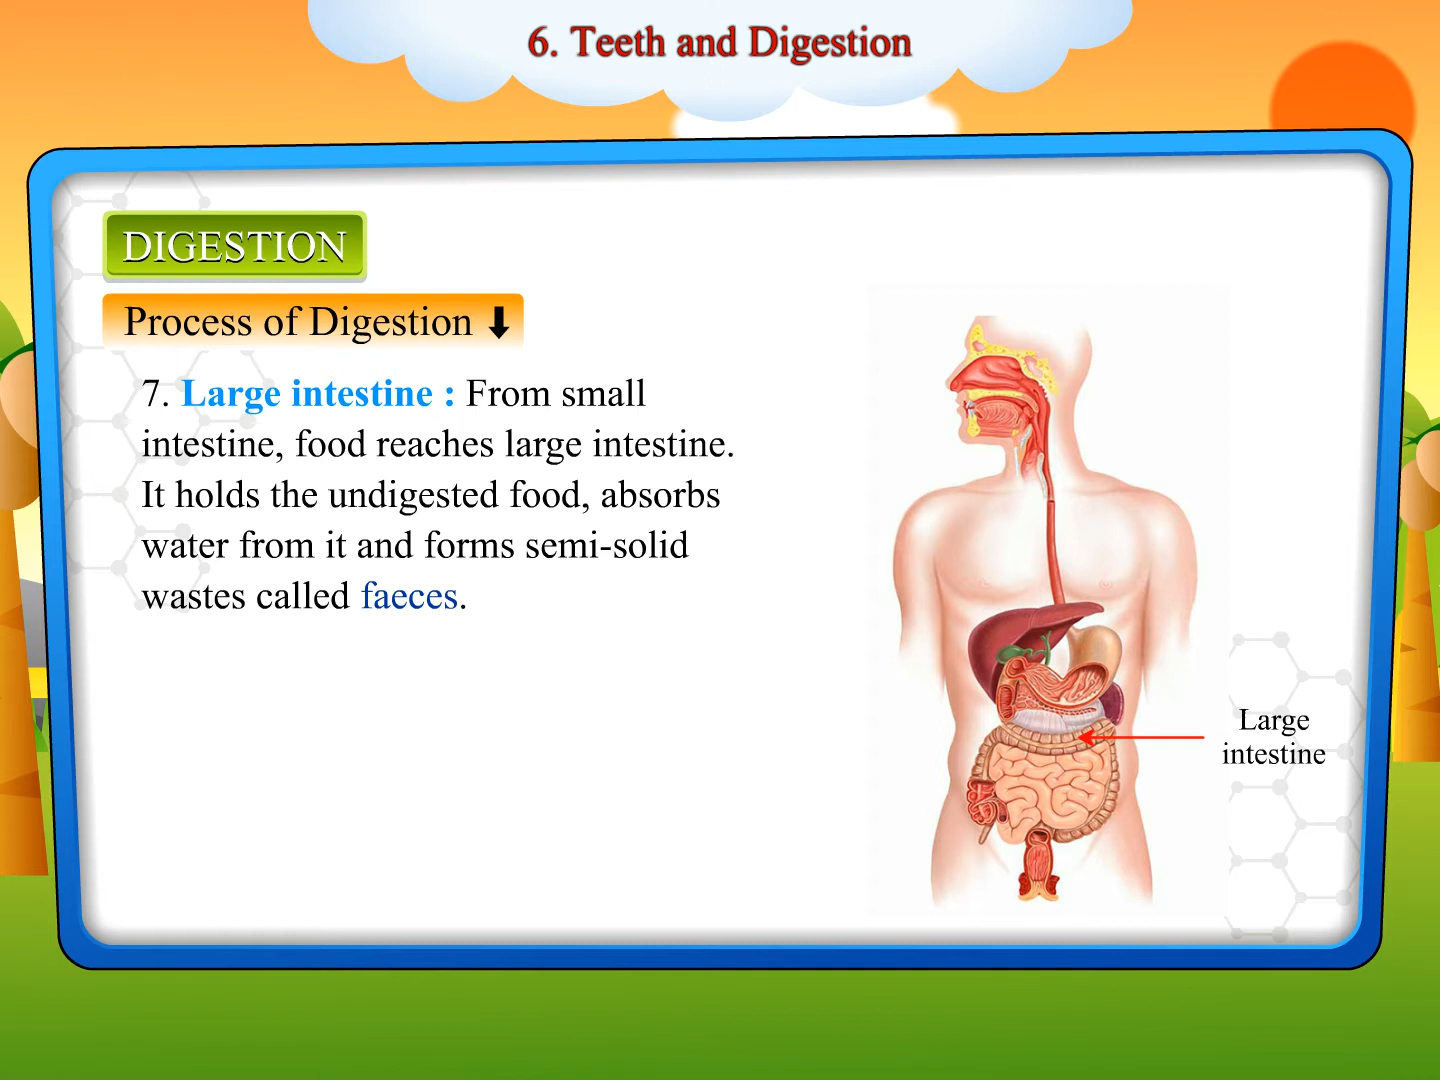 6. Teeth and Digestion
DIGESTION
Process of Digestion ⬇
7. Large intestine : From small
intestine, food reaches large intestine.
It holds the undigested food, absorbs
water from it and forms semi-solid
wastes called faeces.
Large
intestine